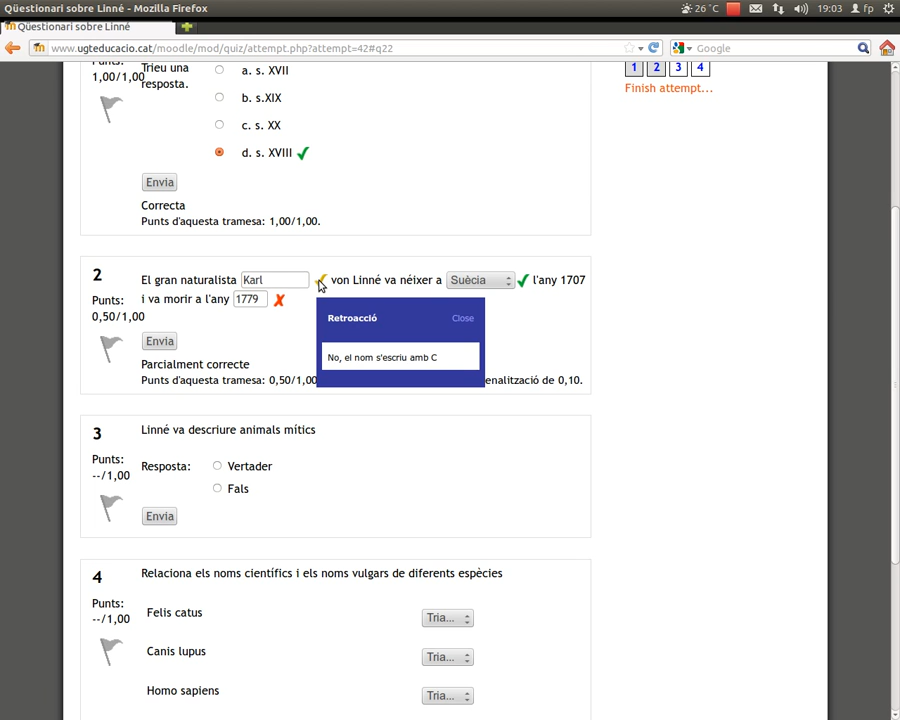 Qüestionari sobre Linné - Mozilla Firefox
26 °C
19:03
fp
Qüestionari sobre Linné
www.ugteducacio.cat/moodle/mod/quiz/attempt.php?attempt=42#q22
Google
Punts:
1,00/1,00
Trieu una
resposta.
a. s. XVII
b. s.XIX
c. s. XX
d. s. XVIII
Envia
Correcta
Punts d'aquesta tramesa: 1,00/1,00.
1 2 3 4
Finish attempt...
2
Punts:
0,50/1,00
El gran naturalista Karl von Linné va néixer a Suècia l'any 1707
i va morir a l'any 1779
Retroacció Close
No, el nom s'escriu amb C
Envia
Parcialment correcte
Punts d'aquesta tramesa: 0,50/1,00 enalització de 0,10.
3
Punts:
--/1,00
Linné va descriure animals mítics
Resposta:
Vertader
Fals
Envia
4
Punts:
--/1,00
Relaciona els noms científics i els noms vulgars de diferents espècies
Felis catus Tria...
Canis lupus Tria...
Homo sapiens Tria...